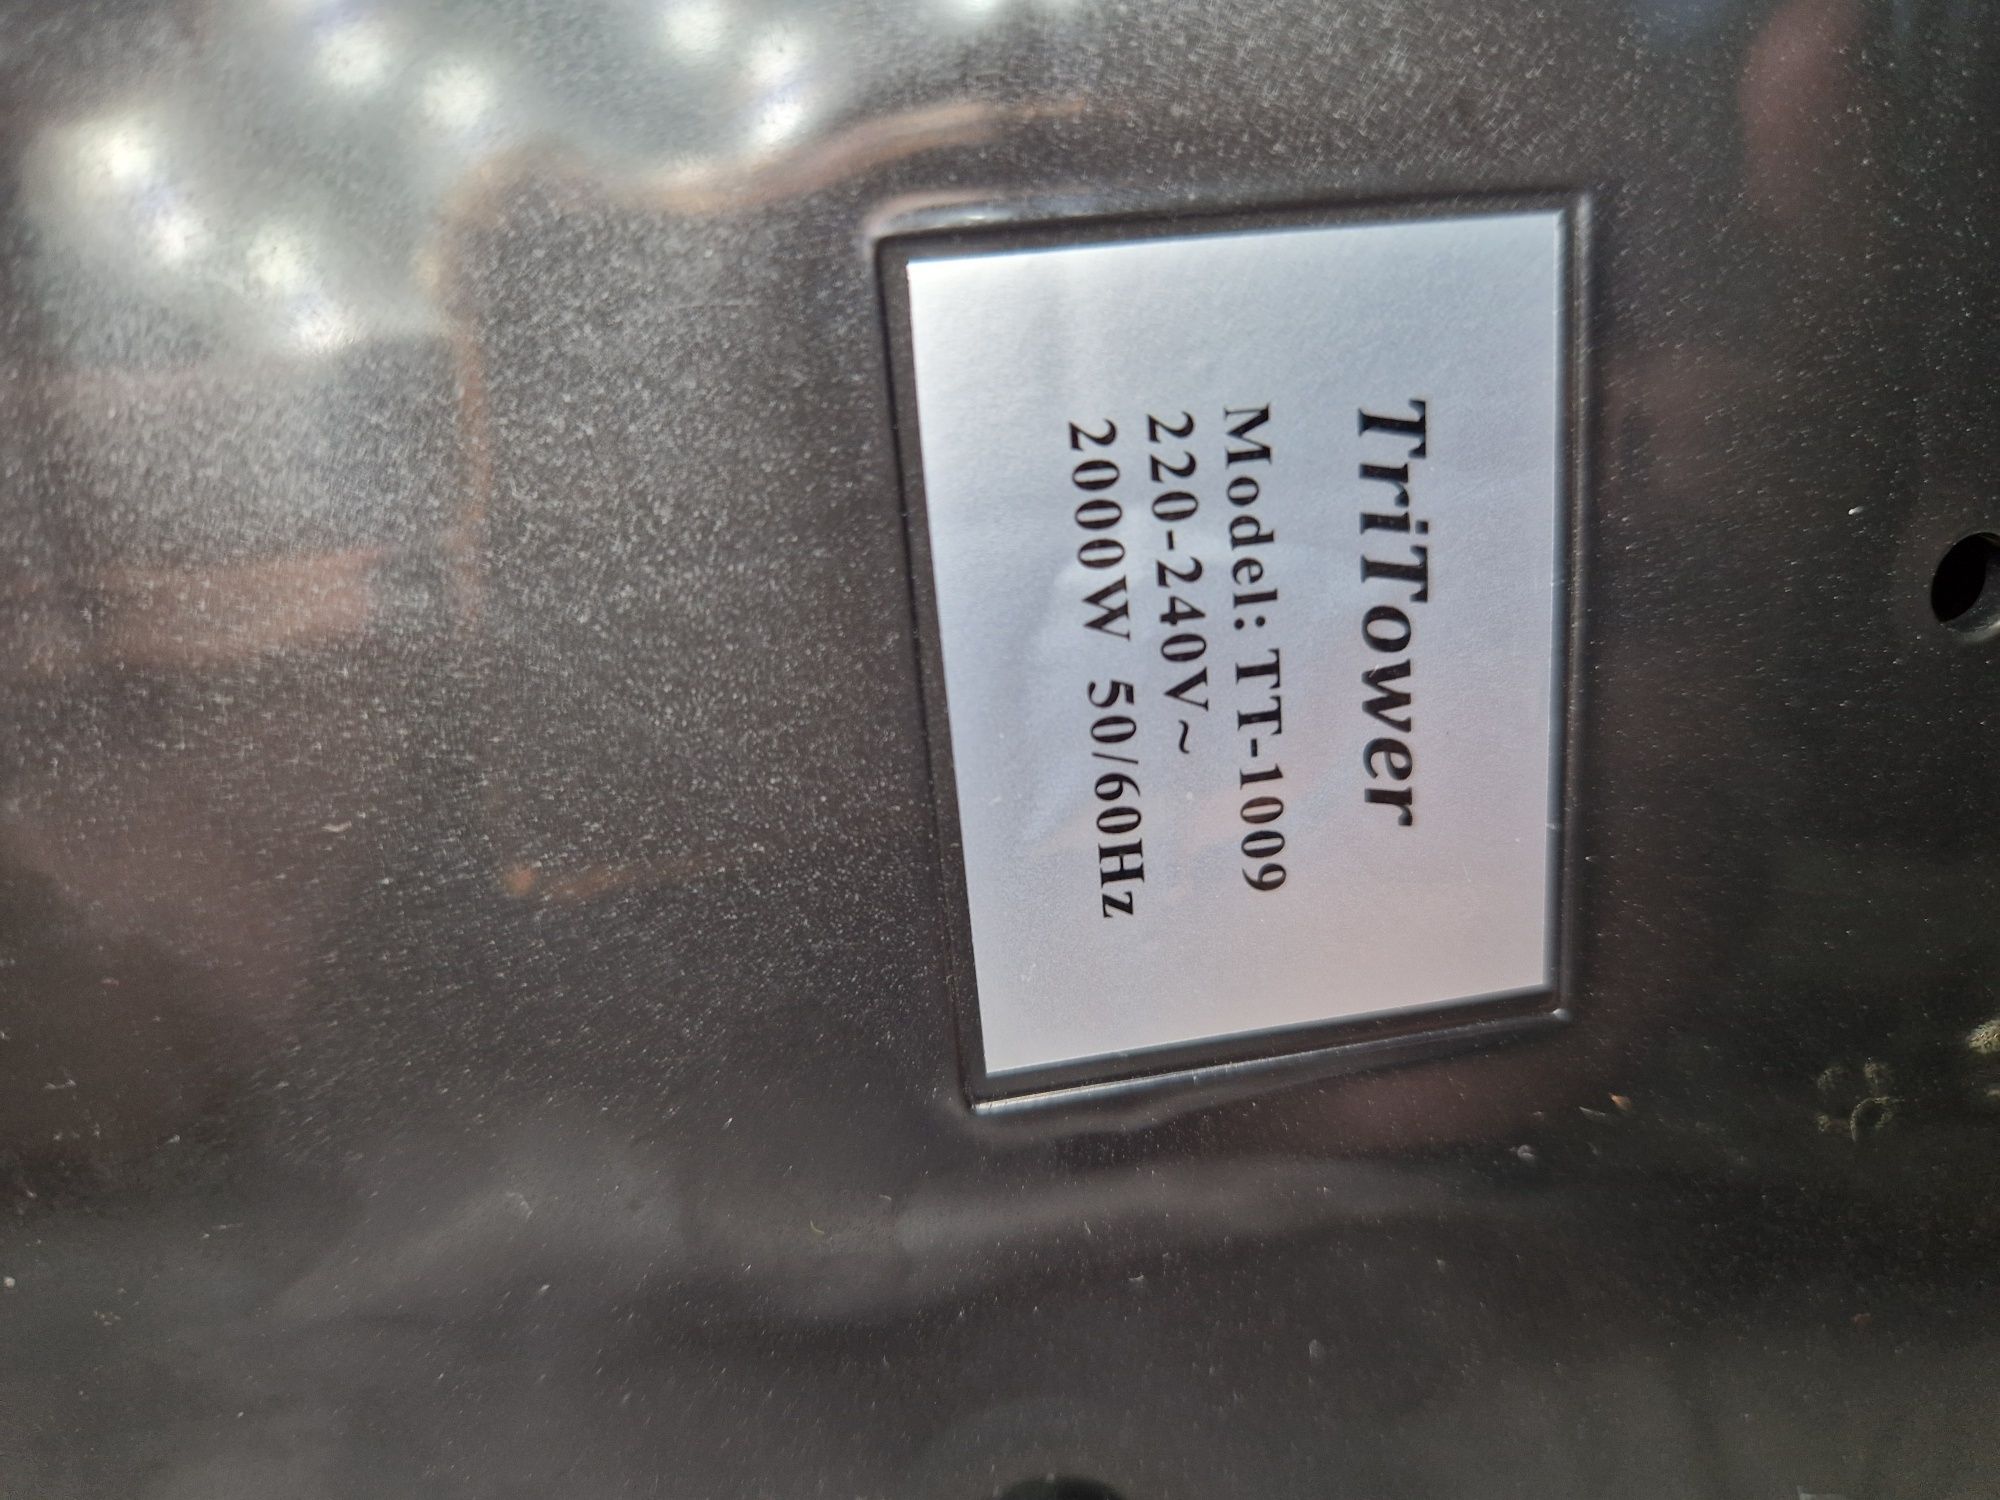 TriTower
Model: TT-1009
220-240V~
2000W 50/60Hz